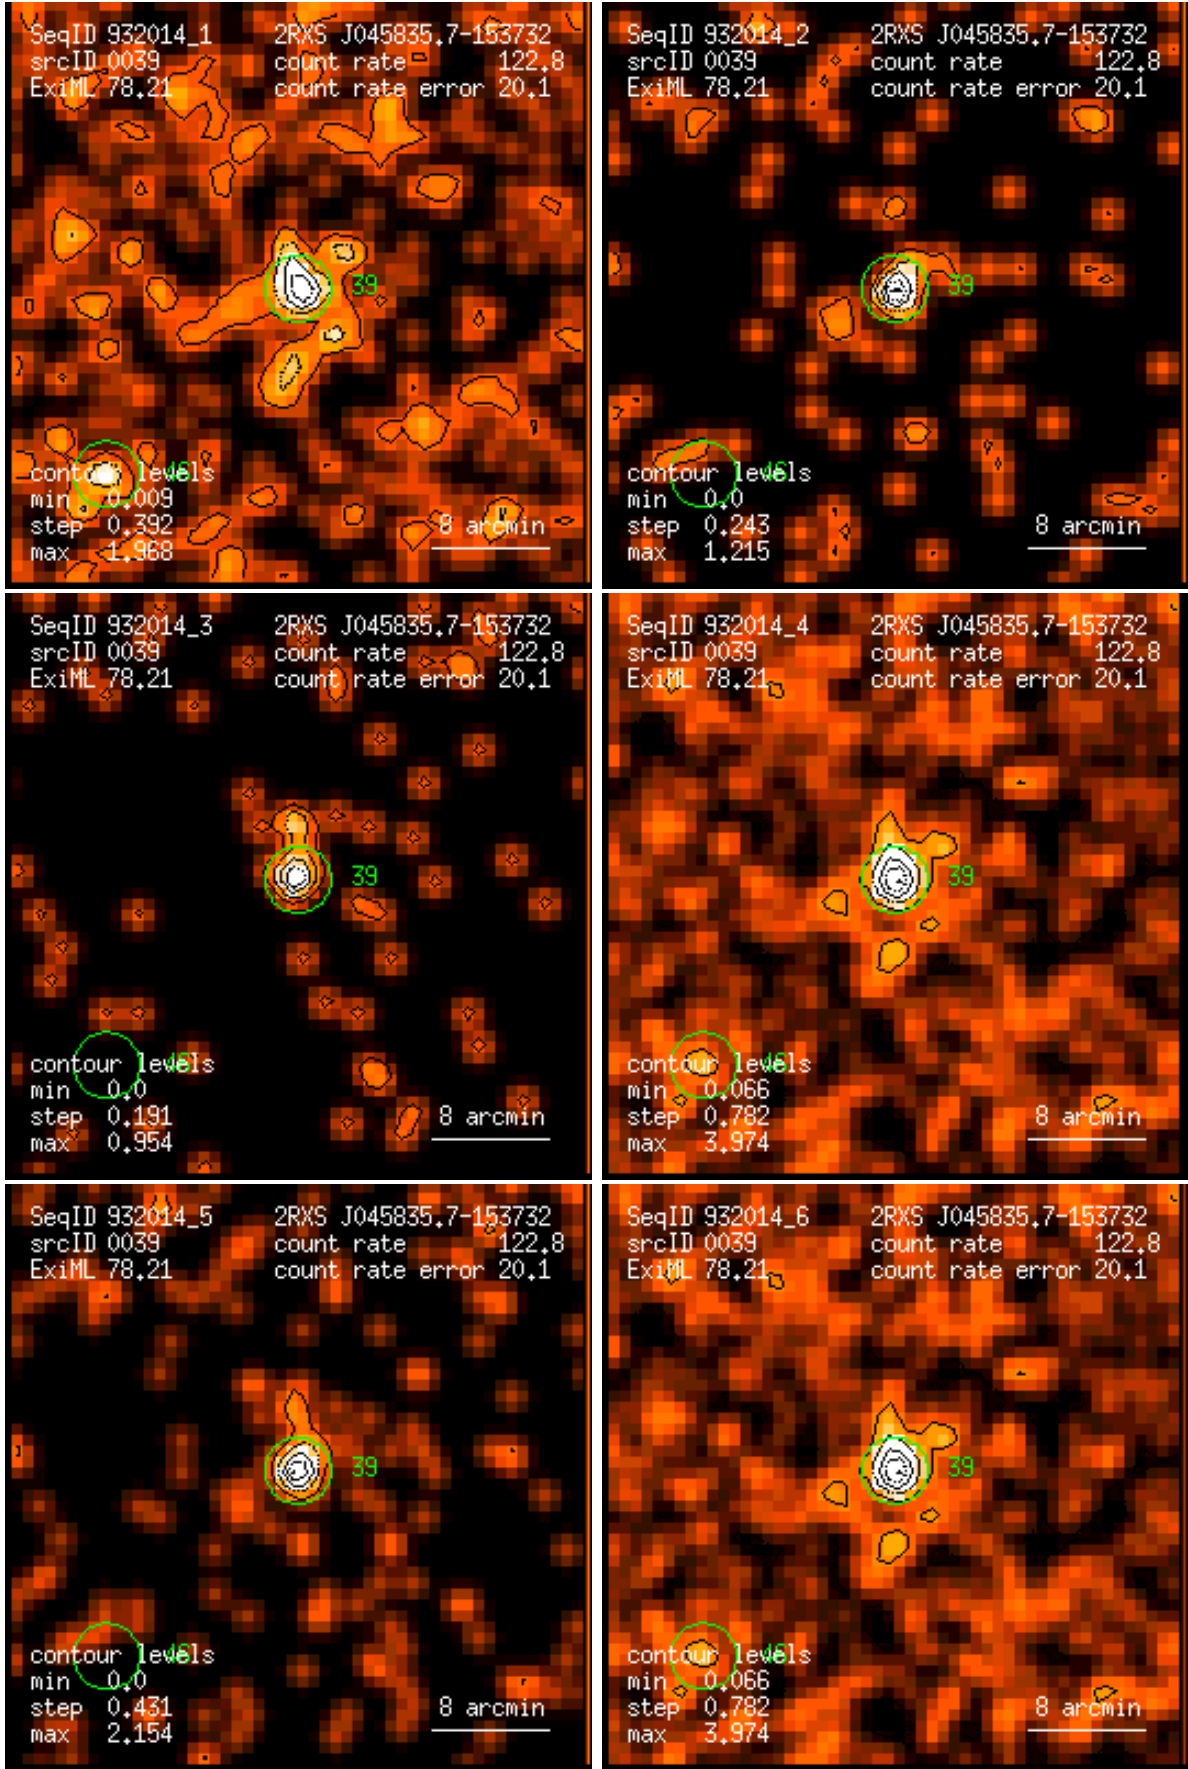 SeqID 932014_1 2RXS J045835.7-153732
srcID 0039 count rate 122.8
ExiML 78.21 count rate error 20.1
39
contour levels 46
min 0.009
step 0.392 8 arcmin
max 1.968
SeqID 932014_2 2RXS J045835.7-153732
srcID 0039 count rate 122.8
ExiML 78.21 count rate error 20.1
39
contour levels 46
min 0.0
step 0.243 8 arcmin
max 1.215
SeqID 932014_3 2RXS J045835.7-153732
srcID 0039 count rate 122.8
ExiML 78.21 count rate error 20.1
39
contour levels 46
min 0.0
step 0.191 8 arcmin
max 0.954
SeqID 932014_4 2RXS J045835.7-153732
srcID 0039 count rate 122.8
ExiML 78.21 count rate error 20.1
39
contour levels 46
min 0.066
step 0.782 8 arcmin
max 3.974
SeqID 932014_5 2RXS J045835.7-153732
srcID 0039 count rate 122.8
ExiML 78.21 count rate error 20.1
39
contour levels 46
min 0.0
step 0.431 8 arcmin
max 2.154
SeqID 932014_6 2RXS J045835.7-153732
srcID 0039 count rate 122.8
ExiML 78.21 count rate error 20.1
39
contour levels 46
min 0.066
step 0.782 8 arcmin
max 3.974